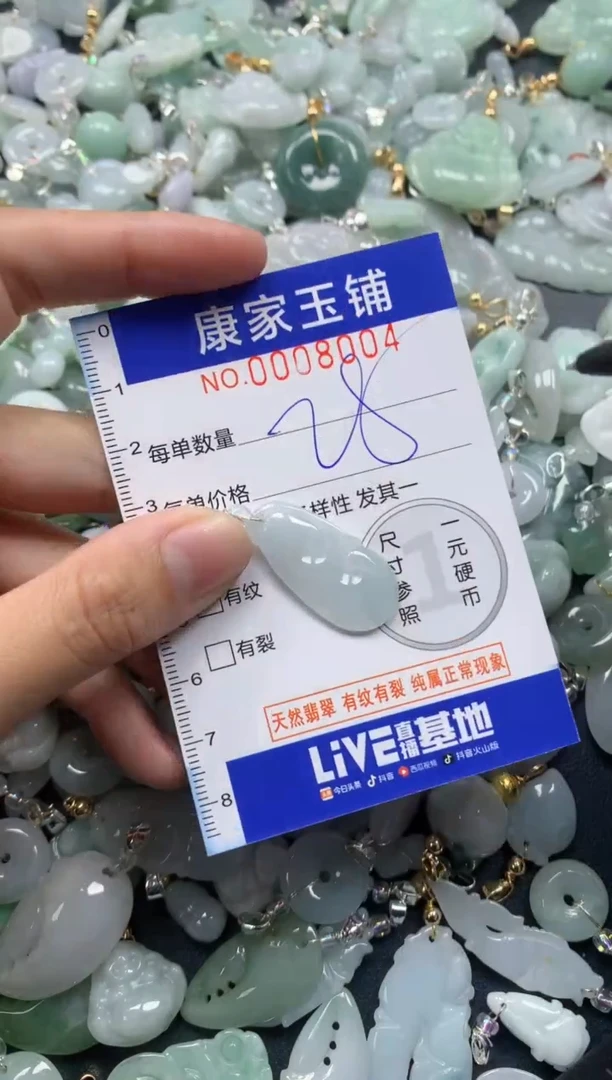 康家玉铺
NO.0008004
0
1
2 每单数量 28
3 每单价格
样性 发其一
尺寸参照
一元硬币
1
有纹
有裂
6
天然翡翠 有纹有裂 纯属正常现象
7
LiVE直播基地
8
今日头条 抖音 西瓜视频 抖音火山版